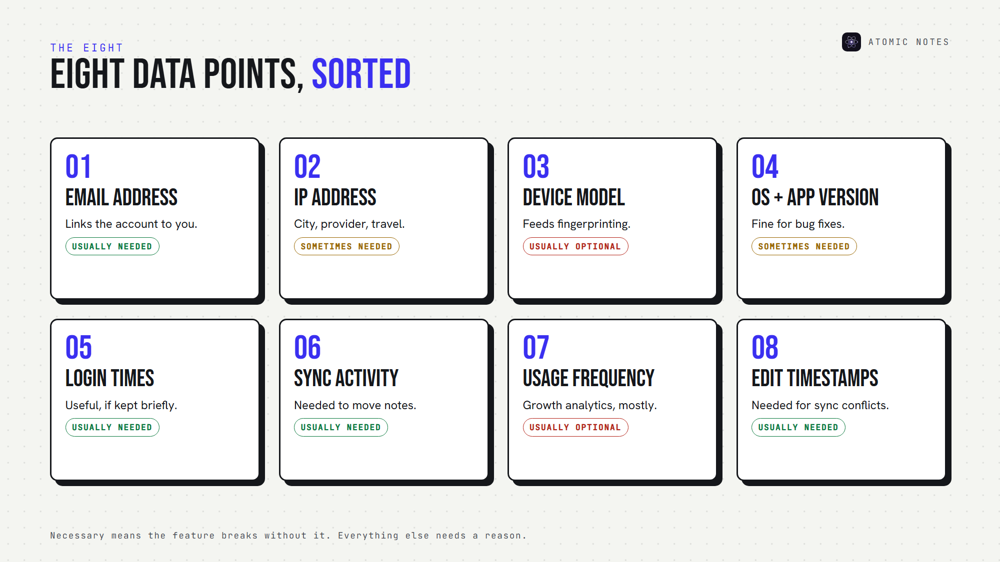 THE EIGHT
ATOMIC NOTES
EIGHT DATA POINTS, SORTED
01
EMAIL ADDRESS
Links the account to you.
USUALLY NEEDED
02
IP ADDRESS
City, provider, travel.
SOMETIMES NEEDED
03
DEVICE MODEL
Feeds fingerprinting.
USUALLY OPTIONAL
04
OS + APP VERSION
Fine for bug fixes.
SOMETIMES NEEDED
05
LOGIN TIMES
Useful, if kept briefly.
USUALLY NEEDED
06
SYNC ACTIVITY
Needed to move notes.
USUALLY NEEDED
07
USAGE FREQUENCY
Growth analytics, mostly.
USUALLY OPTIONAL
08
EDIT TIMESTAMPS
Needed for sync conflicts.
USUALLY NEEDED
Necessary means the feature breaks without it. Everything else needs a reason.